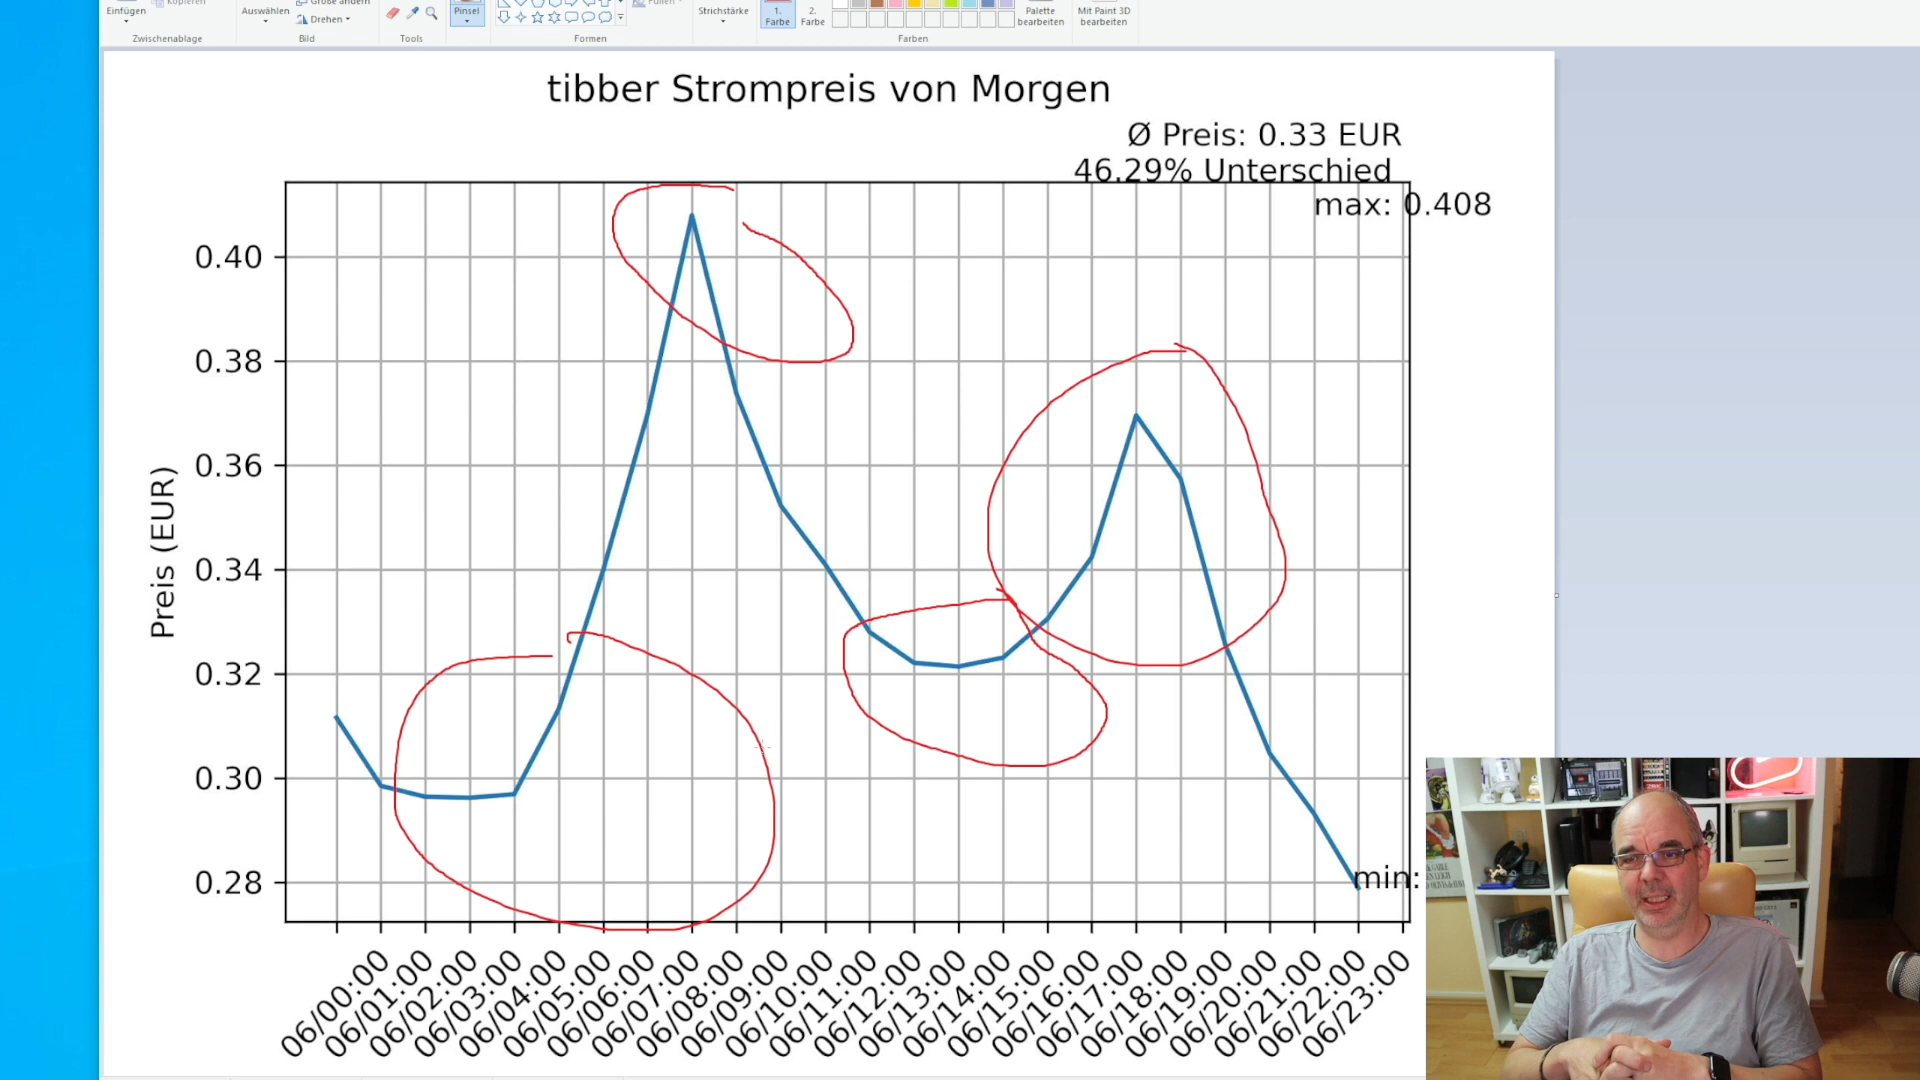 Einfügen
Kopieren
Zwischenablage
Auswählen
Größe ändern
Drehen
Bild
Tools
Pinsel
Formen
Füllen
Strichstärke
1.
Farbe
2.
Farbe
Farben
Palette
bearbeiten
Mit Paint 3D
bearbeiten
tibber Strompreis von Morgen
Ø Preis: 0.33 EUR
46.29% Unterschied
max: 0.408
Preis (EUR)
0.40
0.38
0.36
0.34
0.32
0.30
0.28
min:
06/00:00
06/01:00
06/02:00
06/03:00
06/04:00
06/05:00
06/06:00
06/07:00
06/08:00
06/09:00
06/10:00
06/11:00
06/12:00
06/13:00
06/14:00
06/15:00
06/16:00
06/17:00
06/18:00
06/19:00
06/20:00
06/21:00
06/22:00
06/23:00